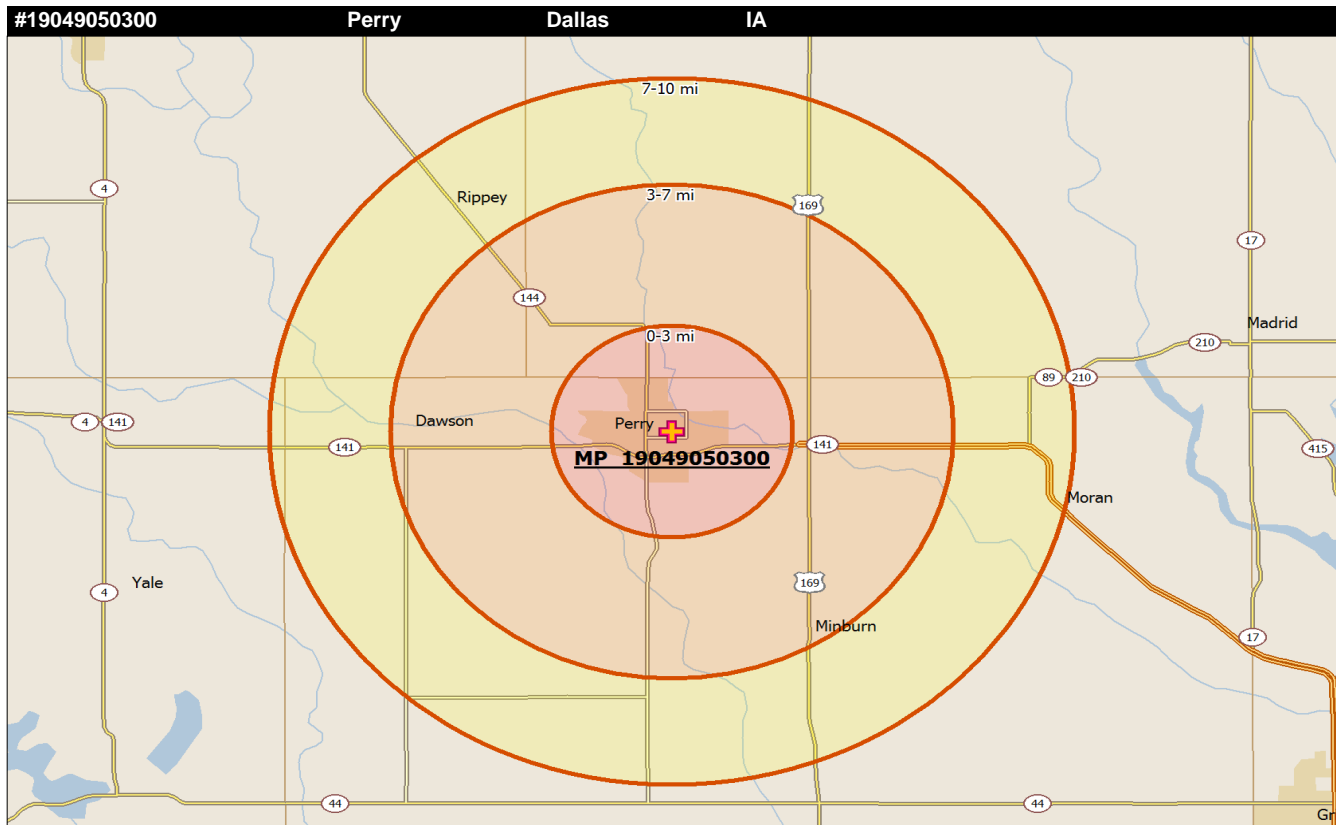 #19049050300 Perry Dallas IA
7-10 mi
4
Rippey
3-7 mi
169
17
144
0-3 mi
Madrid
210
89
210
Dawson
Perry
4
141
141
141
415
MP 19049050300
Moran
Yale
4
169
Minburn
17
44
44
Gr